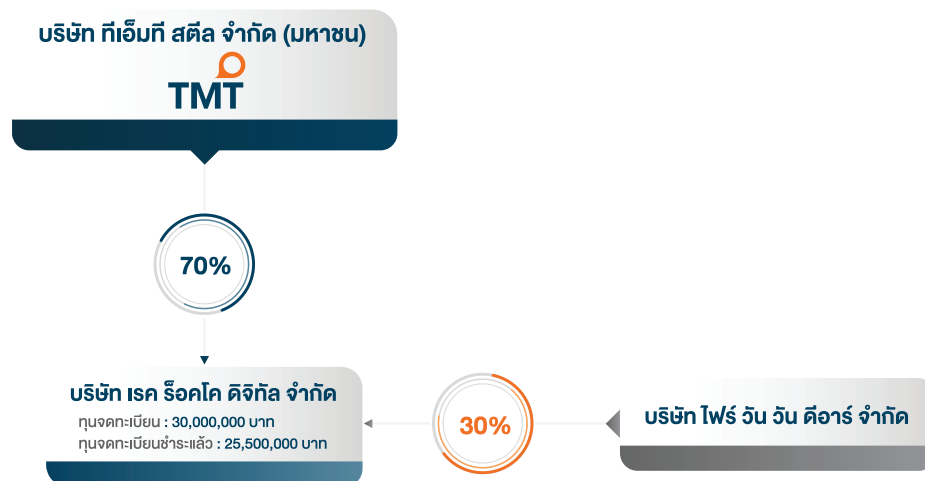 บริษัท ทีเอ็มที สตีล จำกัด (มหาชน)
TMT
70%
บริษัท เรค ร็อคโค ดิจิทัล จำกัด
ทุนจดทะเบียน : 30,000,000 บาท
ทุนจดทะเบียนชำระแล้ว : 25,500,000 บาท
30%
บริษัท ไฟร์ วัน วัน ดีอาร์ จำกัด